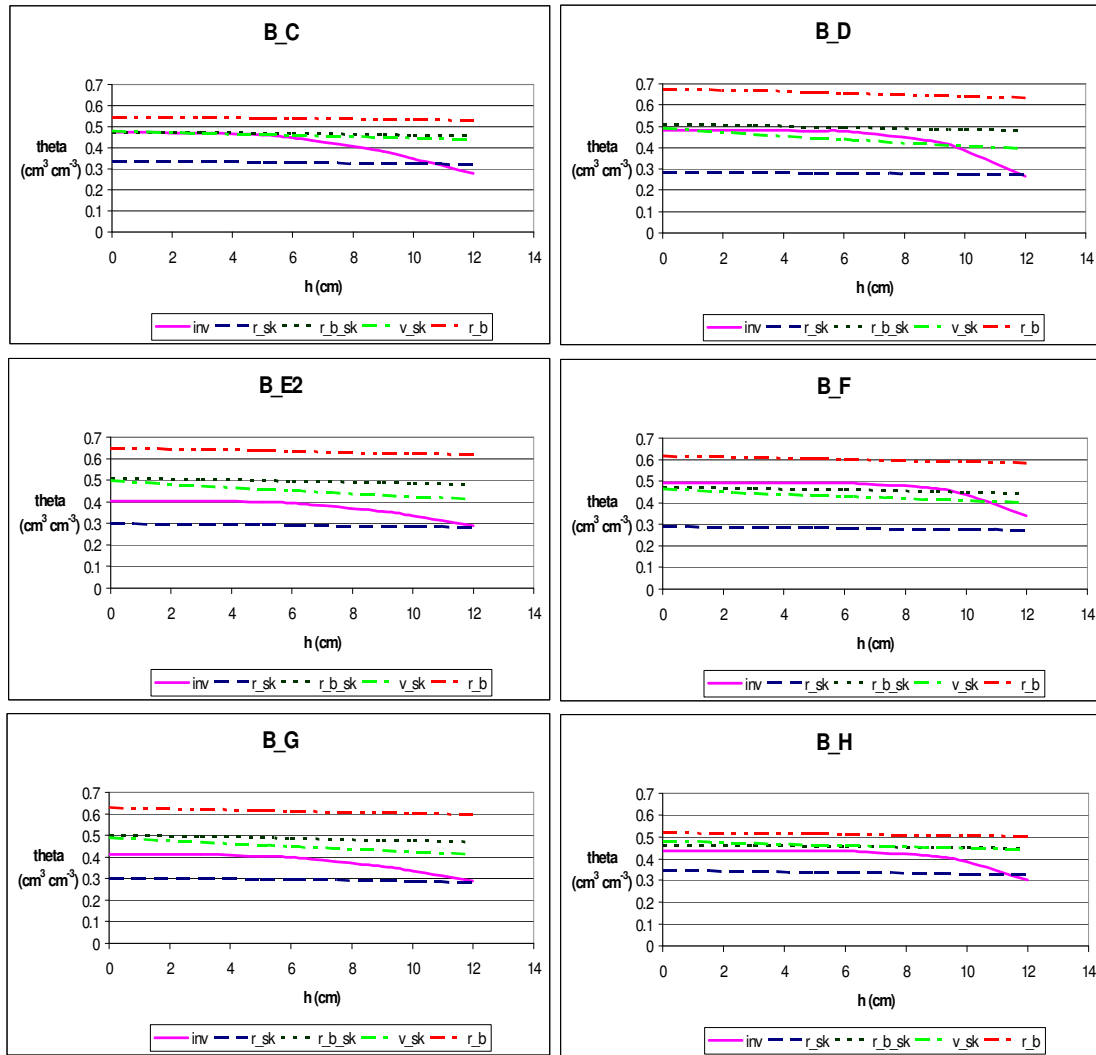 B_C
0.7
0.6
0.5
0.4
0.3
0.2
0.1
0
theta
(cm³ cm⁻³)
0 2 4 6 8 10 12 14
h (cm)
inv r_sk r_b_sk v_sk r_b
B_D
0.7
0.6
0.5
0.4
0.3
0.2
0.1
0
theta
(cm³ cm⁻³)
0 2 4 6 8 10 12 14
h (cm)
inv r_sk r_b_sk v_sk r_b
B_E2
0.7
0.6
0.5
0.4
0.3
0.2
0.1
0
theta
(cm³ cm⁻³)
0 2 4 6 8 10 12 14
h (cm)
inv r_sk r_b_sk v_sk r_b
B_F
0.7
0.6
0.5
0.4
0.3
0.2
0.1
0
theta
(cm³ cm⁻³)
0 2 4 6 8 10 12 14
h (cm)
inv r_sk r_b_sk v_sk r_b
B_G
0.7
0.6
0.5
0.4
0.3
0.2
0.1
0
theta
(cm³ cm⁻³)
0 2 4 6 8 10 12 14
h (cm)
inv r_sk r_b_sk v_sk r_b
B_H
0.7
0.6
0.5
0.4
0.3
0.2
0.1
0
theta
(cm³ cm⁻³)
0 2 4 6 8 10 12 14
h (cm)
inv r_sk r_b_sk v_sk r_b